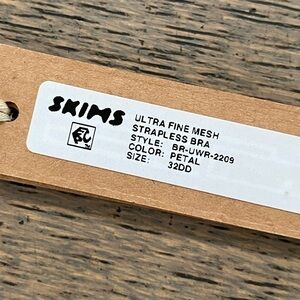 SKIMS
ULTRA FINE MESH
STRAPLESS BRA
STYLE: BR-UWR-2209
COLOR: PETAL
SIZE: 32DD